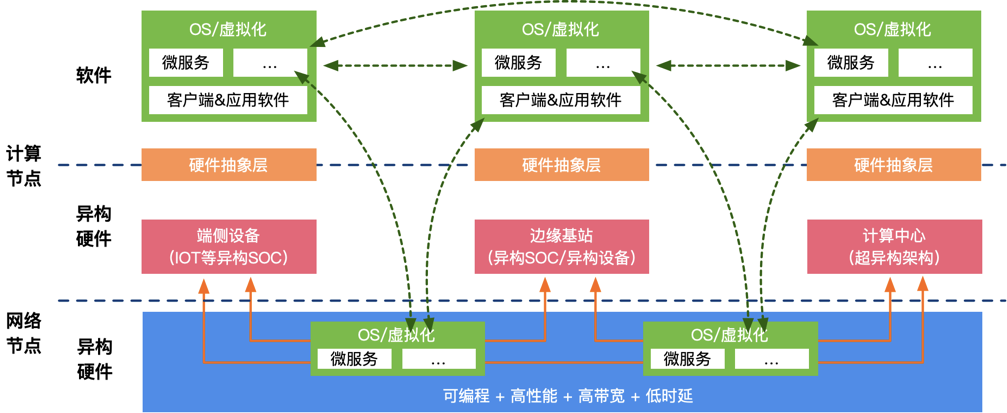 OS/虚拟化
微服务
...
客户端&应用软件
OS/虚拟化
微服务
...
客户端&应用软件
OS/虚拟化
微服务
...
客户端&应用软件
软件
计算
节点
硬件抽象层
硬件抽象层
硬件抽象层
异构
硬件
端侧设备
(IOT等异构SOC)
边缘基站
(异构SOC/异构设备)
计算中心
(超异构架构)
网络
节点
异构
硬件
OS/虚拟化
微服务
...
OS/虚拟化
微服务
...
可编程 + 高性能 + 高带宽 + 低时延